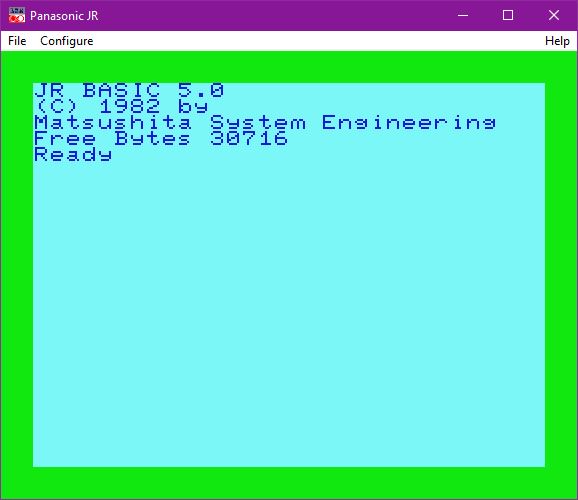 Panasonic JR
File Configure Help
JR BASIC 5.0
(C) 1982 by
Matsushita System Engineering
Free Bytes 30716
Ready